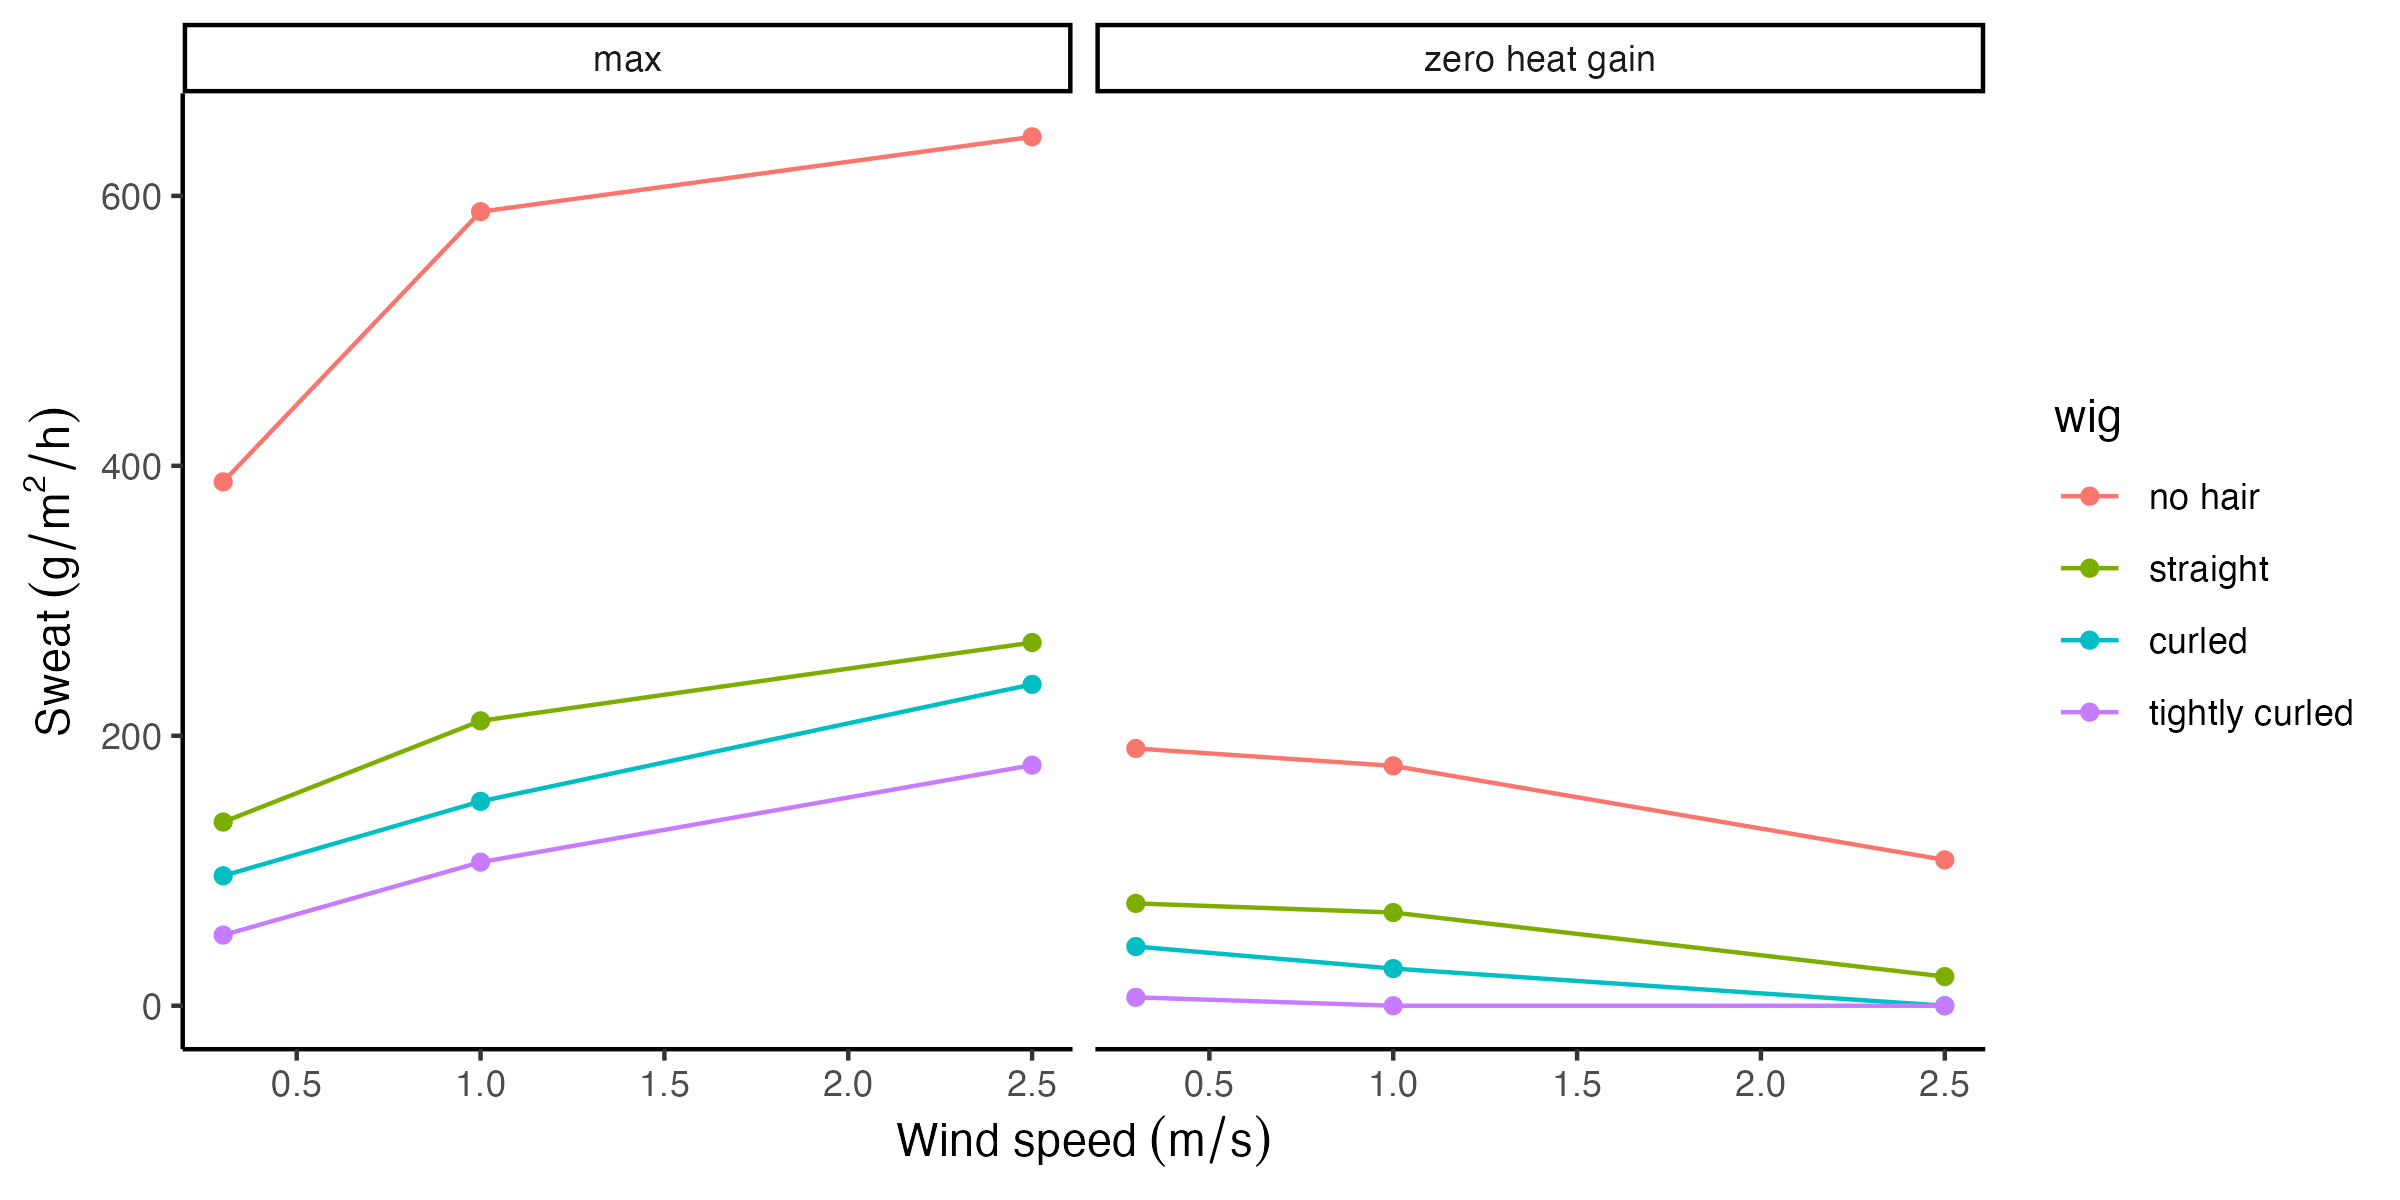 max
zero heat gain
600
400
200
0
Sweat (g/m²/h)
0.5 1.0 1.5 2.0 2.5
0.5 1.0 1.5 2.0 2.5
Wind speed (m/s)
wig
no hair
straight
curled
tightly curled